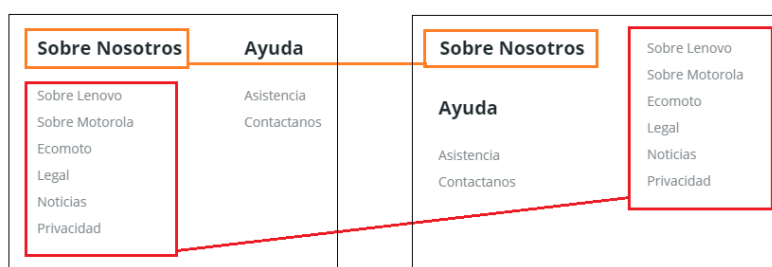 Sobre Nosotros
Sobre Lenovo
Sobre Motorola
Ecomoto
Legal
Noticias
Privacidad
Ayuda
Asistencia
Contactanos
Sobre Nosotros
Ayuda
Asistencia
Contactanos
Sobre Lenovo
Sobre Motorola
Ecomoto
Legal
Noticias
Privacidad